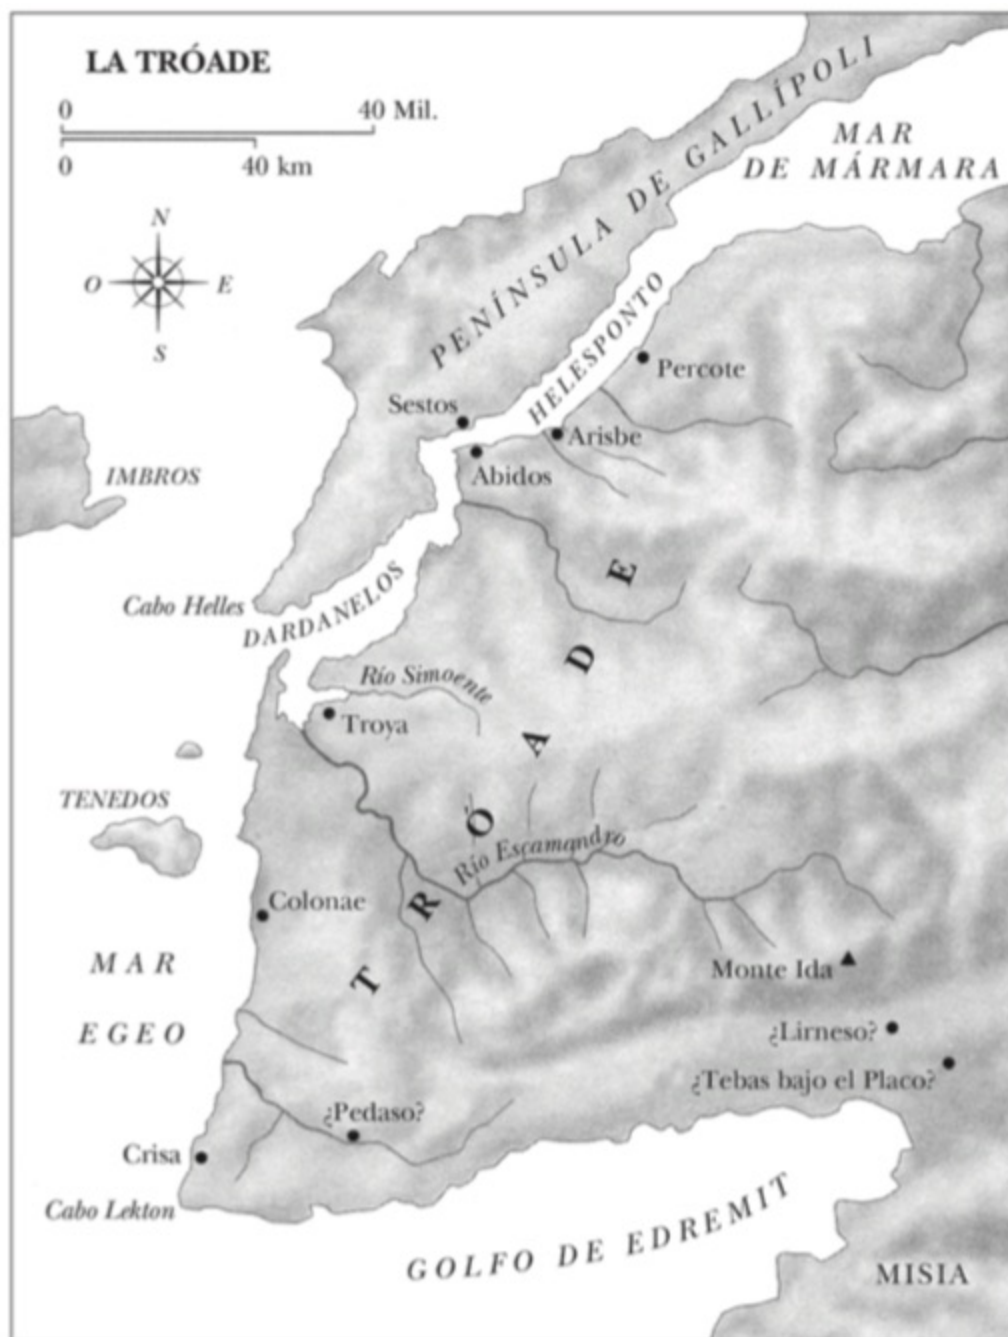 LA TRÓADE
0 40 Mil.
0 40 km
N
O E
S
PENÍNSULA DE GALLÍPOLI
MAR
DE MÁRMARA
HELESPONTO
Percote
Sestos
Arisbe
Abidos
IMBROS
Cabo Helles
DARDANELOS
Río Simoente
Troya
TENEDOS
TRÓADE
Río Escamandro
Colonae
MAR
EGEO
Monte Ida
¿Lirneso?
¿Tebas bajo el Placo?
¿Pedaso?
Crisa
Cabo Lekton
GOLFO DE EDREMIT
MISIA